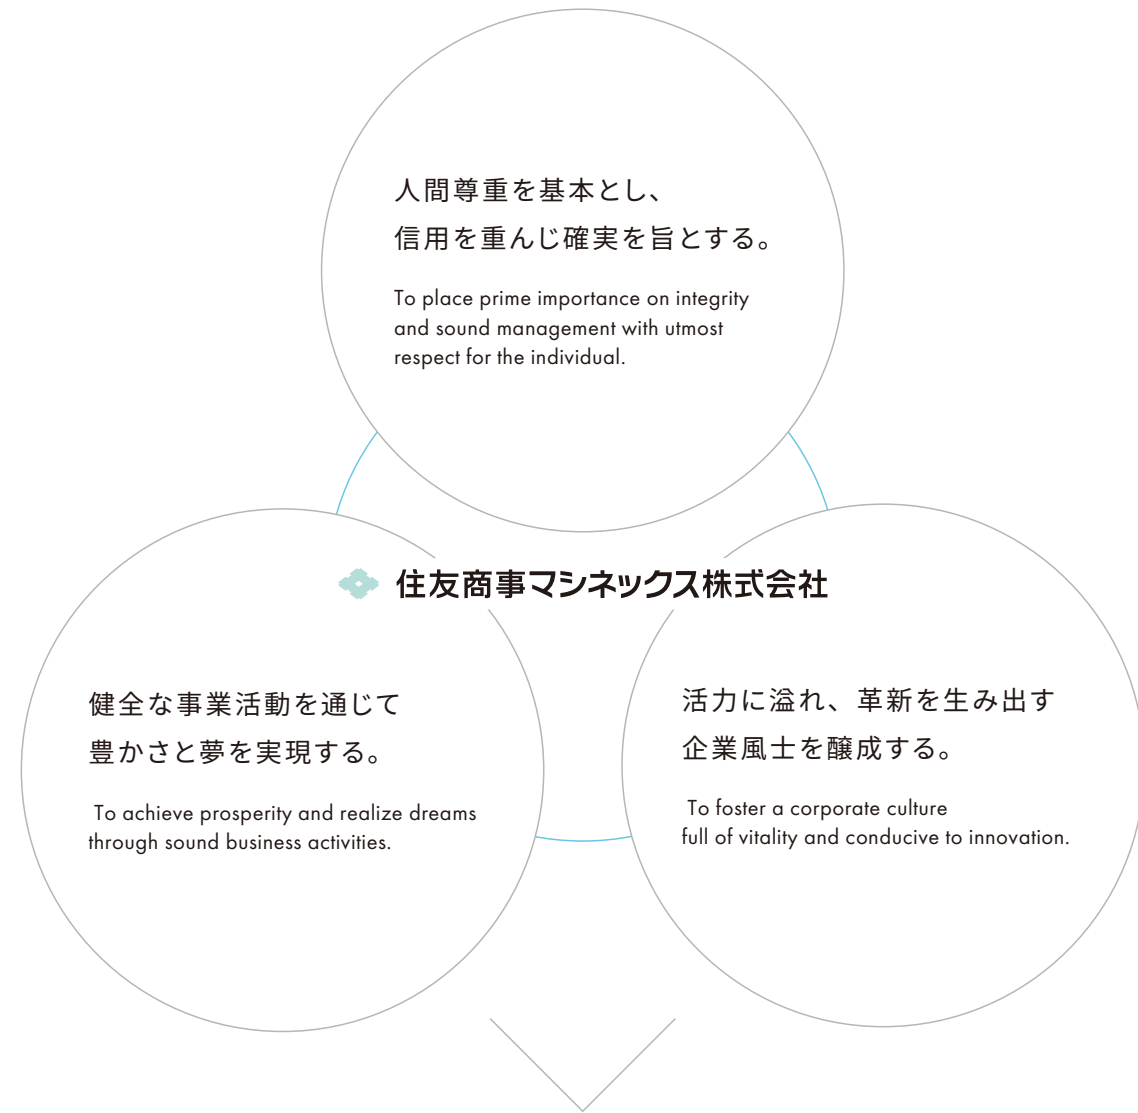 人間尊重を基本とし、
信用を重んじ確実を旨とする。
To place prime importance on integrity
and sound management with utmost
respect for the individual.
住友商事マシネックス株式会社
健全な事業活動を通じて
豊かさと夢を実現する。
To achieve prosperity and realize dreams
through sound business activities.
活力に溢れ、革新を生み出す
企業風士を醸成する。
To foster a corporate culture
full of vitality and conducive to innovation.